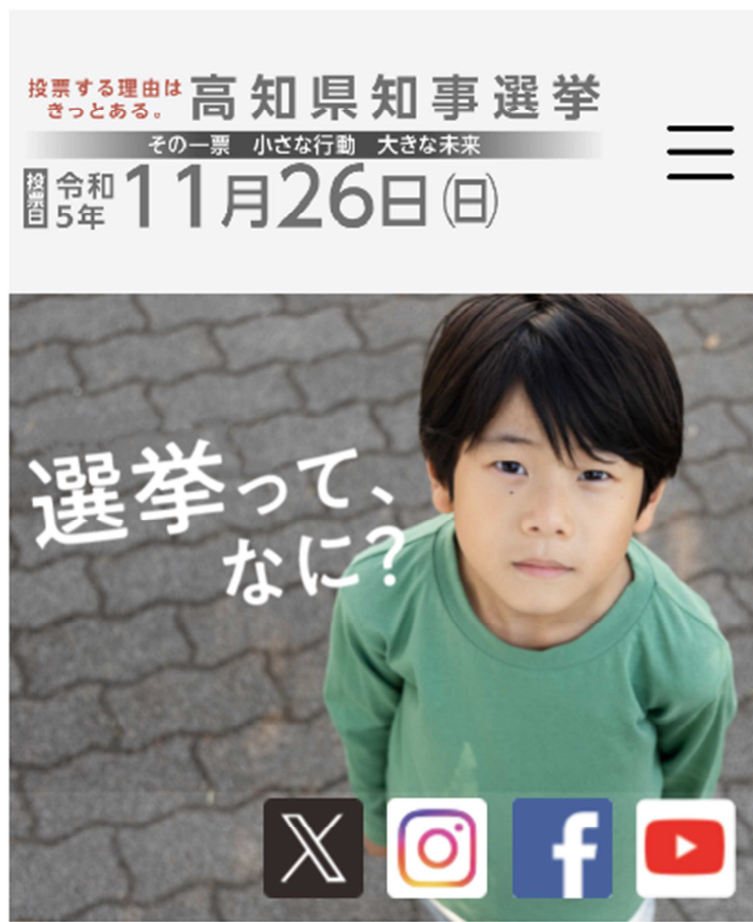 投票する理由は
きっとある。
高知県知事選挙
その一票 小さな行動 大きな未来
投票日
令和
5年
11月26日(日)
選挙って、
なに?